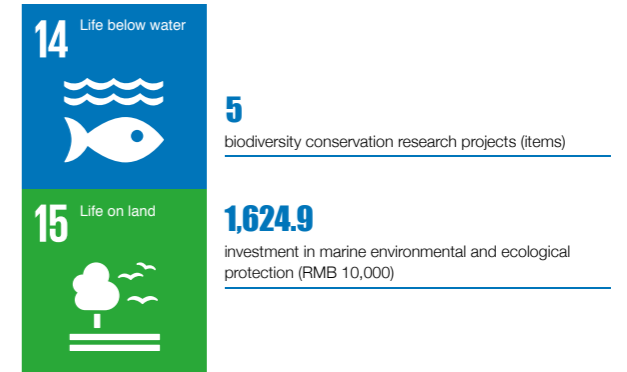 14 Life below water
5
biodiversity conservation research projects (items)
15 Life on land
1,624.9
investment in marine environmental and ecological
protection (RMB 10,000)